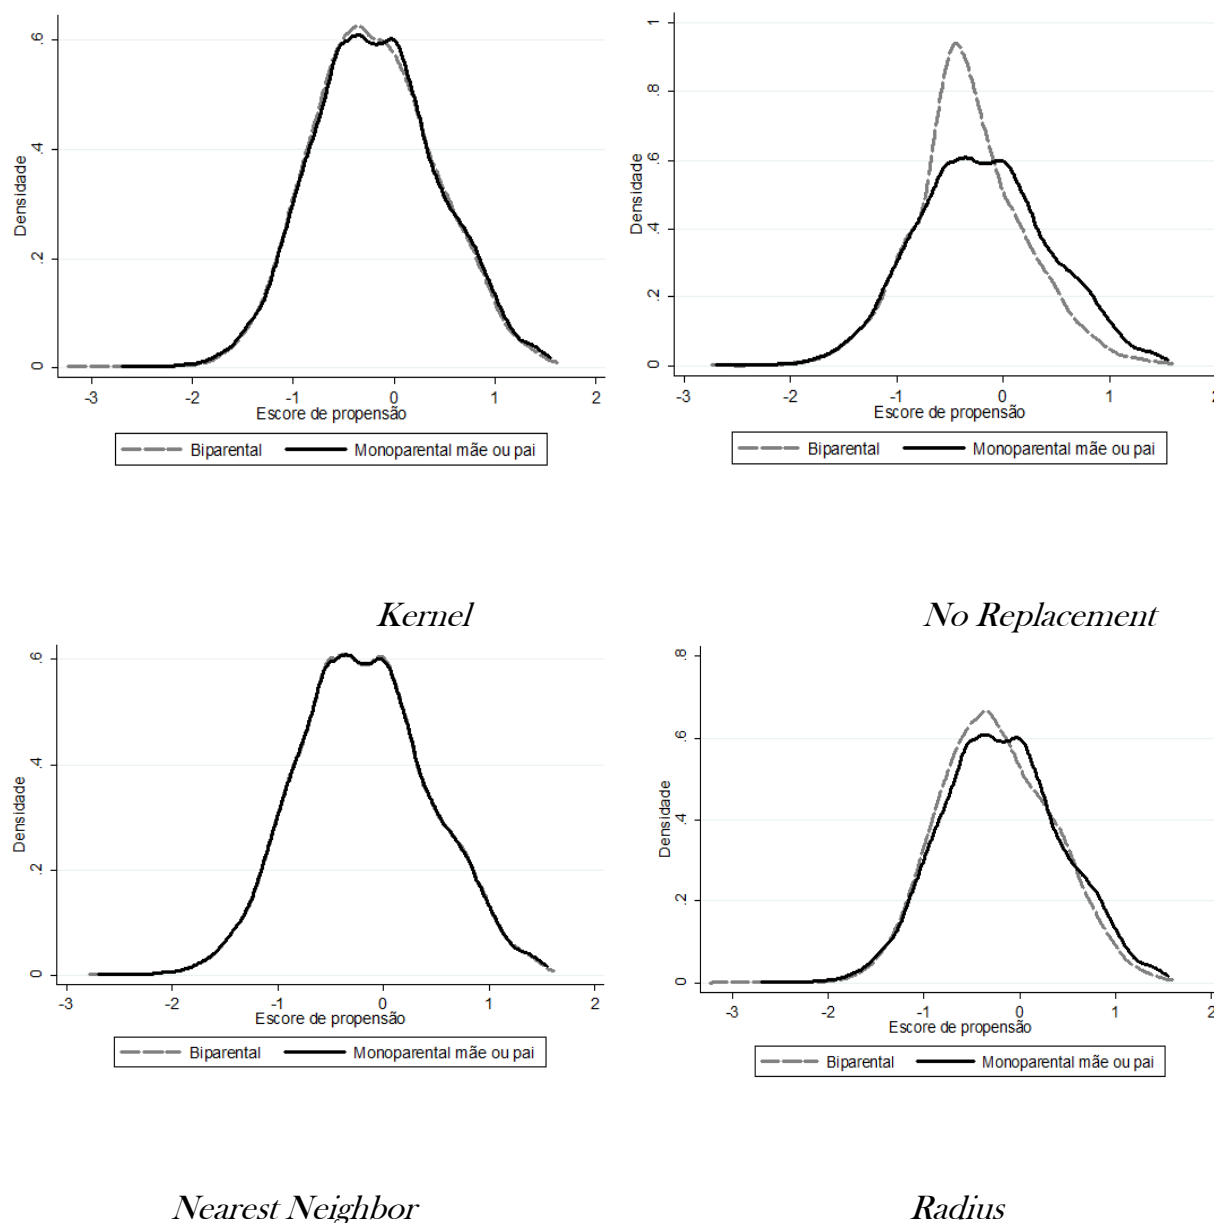 .6
.4
.2
0
Densidade
-3 -2 -1 0 1 2
Escore de propensão
Biparental Monoparental mãe ou pai
1
.8
.6
.4
.2
0
Densidade
-3 -2 -1 0 1 2
Escore de propensão
Biparental Monoparental mãe ou pai
Kernel
No Replacement
.6
.4
.2
0
Densidade
-3 -2 -1 0 1 2
Escore de propensão
Biparental Monoparental mãe ou pai
.8
.6
.4
.2
0
Densidade
-3 -2 -1 0 1 2
Escore de propensão
Biparental Monoparental mãe ou pai
Nearest Neighbor
Radius